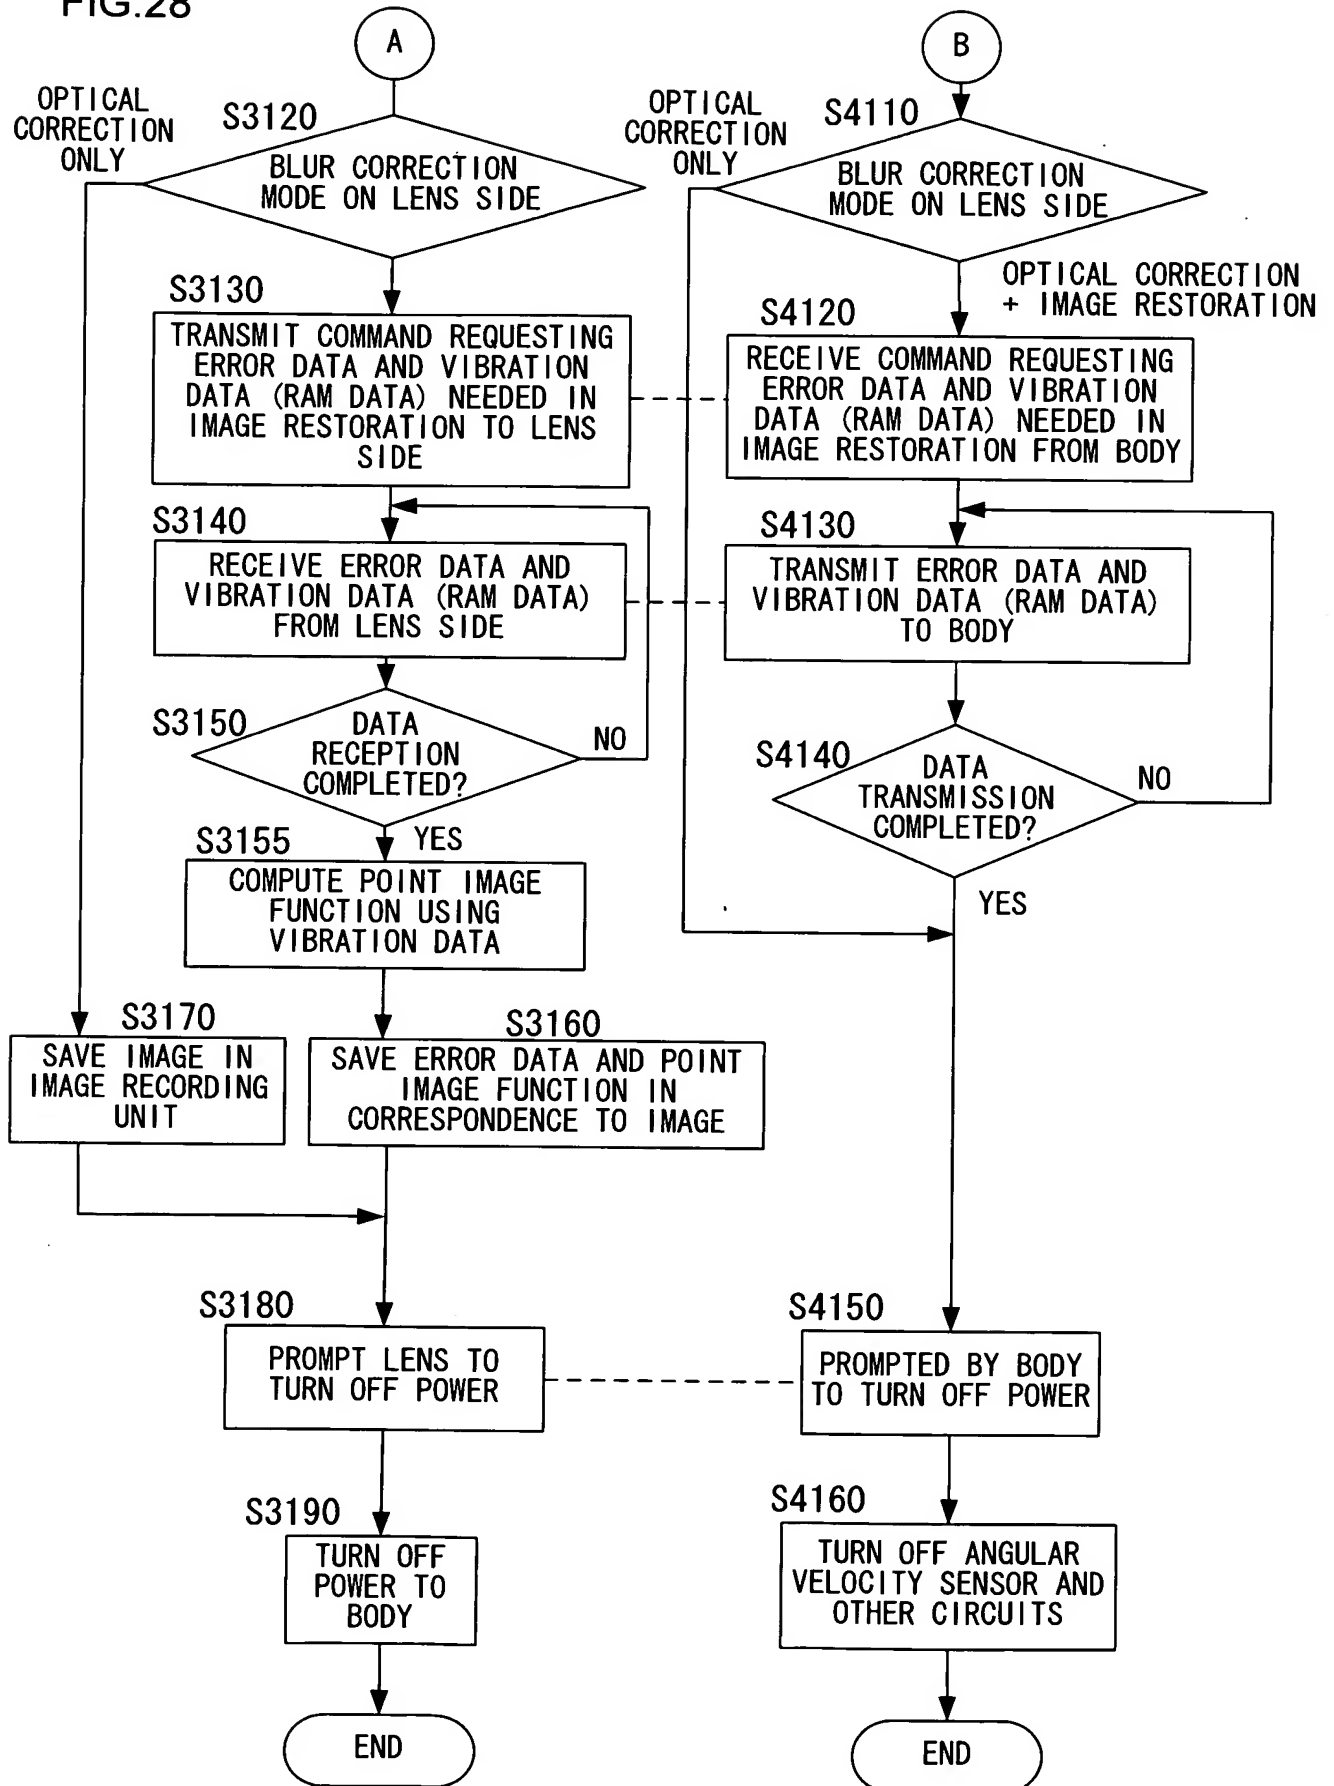 FIG.28
A
OPTICAL
CORRECTION
ONLY
S3120
BLUR CORRECTION
MODE ON LENS SIDE
S3130
TRANSMIT COMMAND REQUESTING
ERROR DATA AND VIBRATION
DATA (RAM DATA) NEEDED IN
IMAGE RESTORATION TO LENS
SIDE
S3140
RECEIVE ERROR DATA AND
VIBRATION DATA (RAM DATA)
FROM LENS SIDE
S3150
DATA
RECEPTION
COMPLETED?
NO
YES
S3155
COMPUTE POINT IMAGE
FUNCTION USING
VIBRATION DATA
S3170
SAVE IMAGE IN
IMAGE RECORDING
UNIT
S3160
SAVE ERROR DATA AND POINT
IMAGE FUNCTION IN
CORRESPONDENCE TO IMAGE
S3180
PROMPT LENS TO
TURN OFF POWER
S3190
TURN OFF
POWER TO
BODY
END
B
OPTICAL
CORRECTION
ONLY
S4110
BLUR CORRECTION
MODE ON LENS SIDE
OPTICAL CORRECTION
+ IMAGE RESTORATION
S4120
RECEIVE COMMAND REQUESTING
ERROR DATA AND VIBRATION
DATA (RAM DATA) NEEDED IN
IMAGE RESTORATION FROM BODY
S4130
TRANSMIT ERROR DATA AND
VIBRATION DATA (RAM DATA)
TO BODY
S4140
DATA
TRANSMISSION
COMPLETED?
NO
YES
S4150
PROMPTED BY BODY
TO TURN OFF POWER
S4160
TURN OFF ANGULAR
VELOCITY SENSOR AND
OTHER CIRCUITS
END